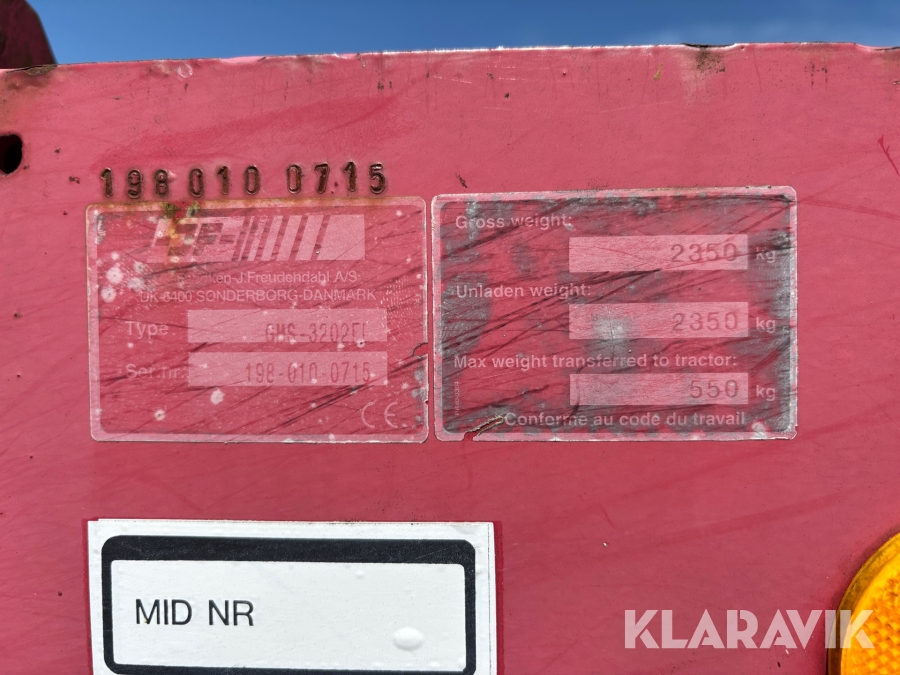 198 010 0715
JF
J.Freudendahl A/S
DK-6400 SONDERBORG-DANMARK
Type GMS-3202FL
Ser.nr. 198-010-0715
CE
Gross weight: 2350 kg
Unladen weight: 2350 kg
Max weight transferred to tractor: 550 kg
Conforme au code du travail
MID NR
KLARAVIK